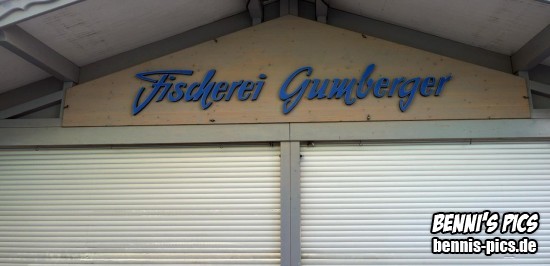 Fischerei Gumberger
BENNI'S PICS
bennis-pics.de